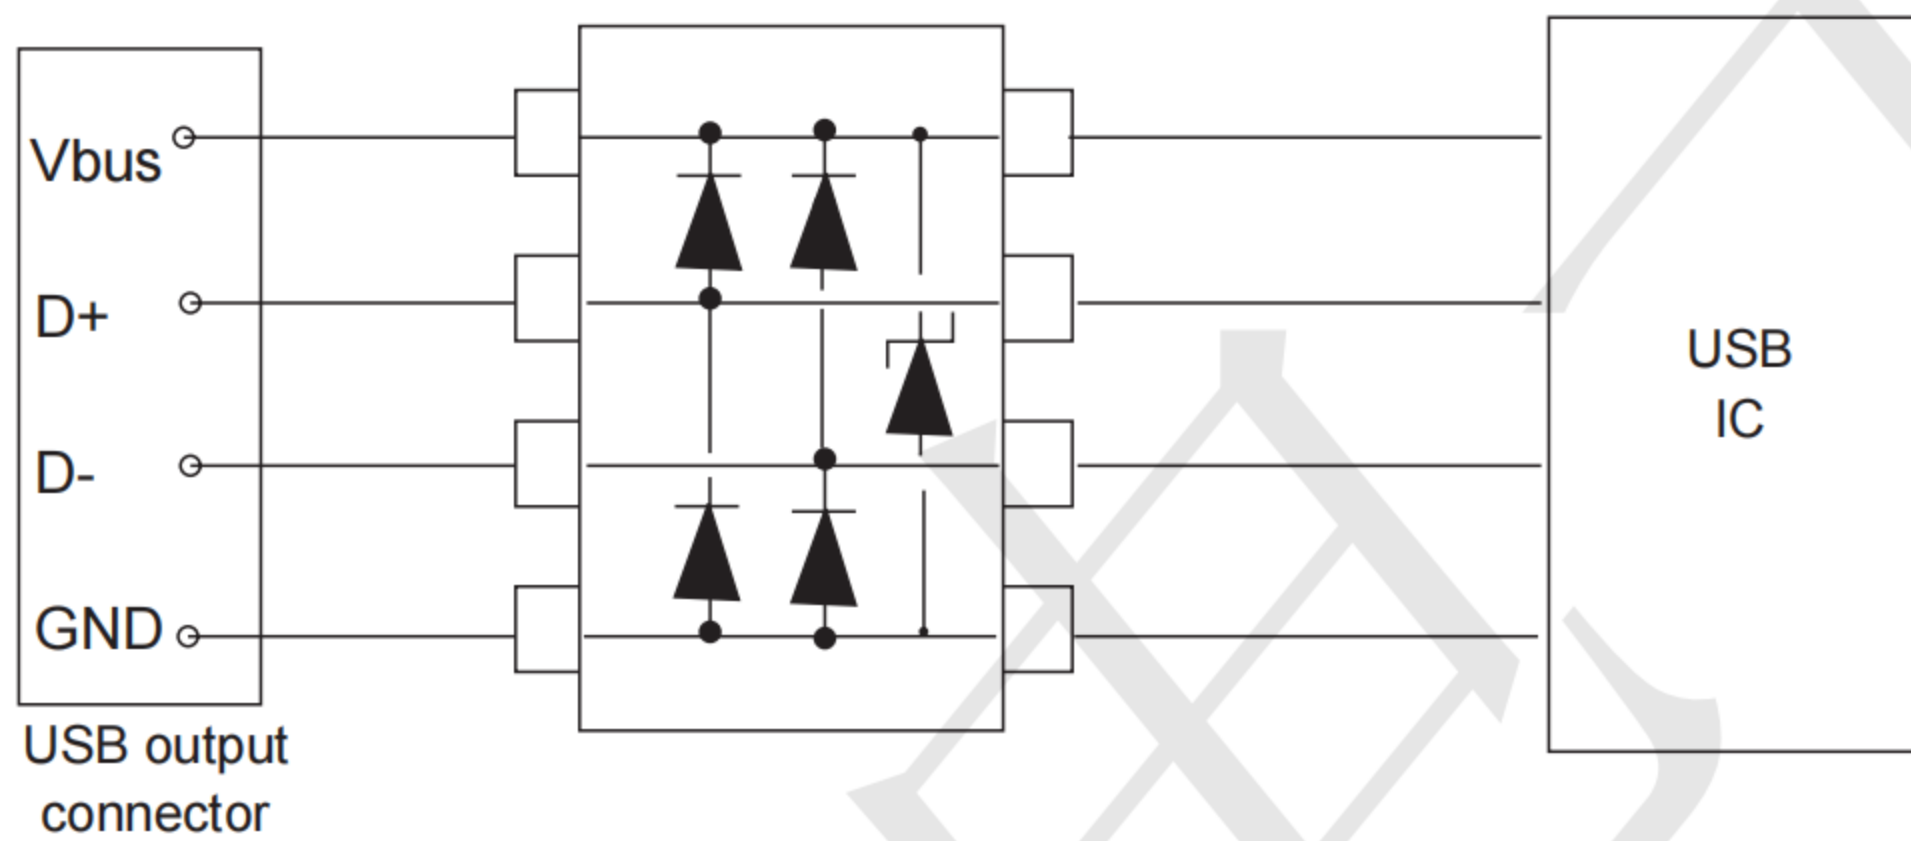 Vbus
D+
D-
GND
USB output
connector
USB
IC